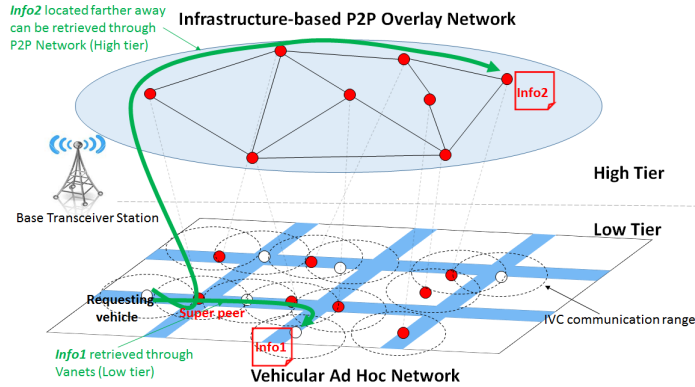 Infrastructure-based P2P Overlay Network
Info2 located farther away
can be retrieved through
P2P Network (High tier)
Info2
High Tier
Base Transceiver Station
Low Tier
Requesting
vehicle
Super peer
IVC communication range
Info1
Info1 retrieved through
Vanets (Low tier)
Vehicular Ad Hoc Network